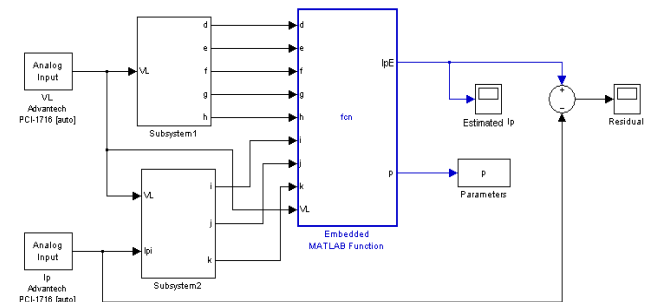 Analog
Input
VL
Advantech
PCI-1716 [auto]
VL
d
e
f
g
h
Subsystem1
VL
Ipi
i
j
k
Subsystem2
Analog
Input
Ip
Advantech
PCI-1716 [auto]
d
e
f
g
h
i
j
k
VL
fcn
IpE
p
Embedded
MATLAB Function
Estimated Ip
p
Parameters
+
−
Residual